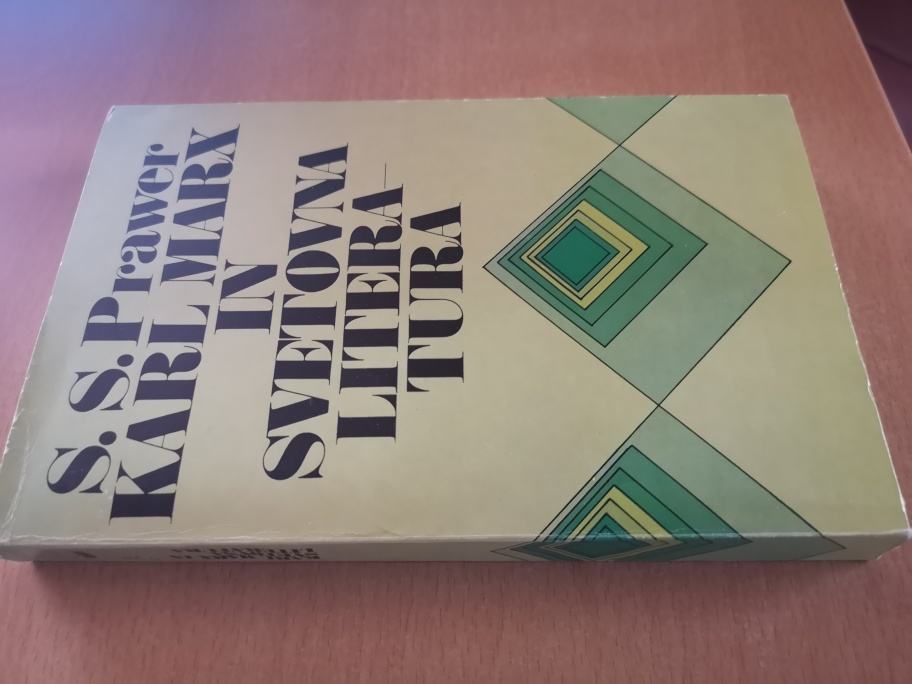 S. S. Prawer
KARL MARX
IN
SVETOVNA
LITERA–
TURA